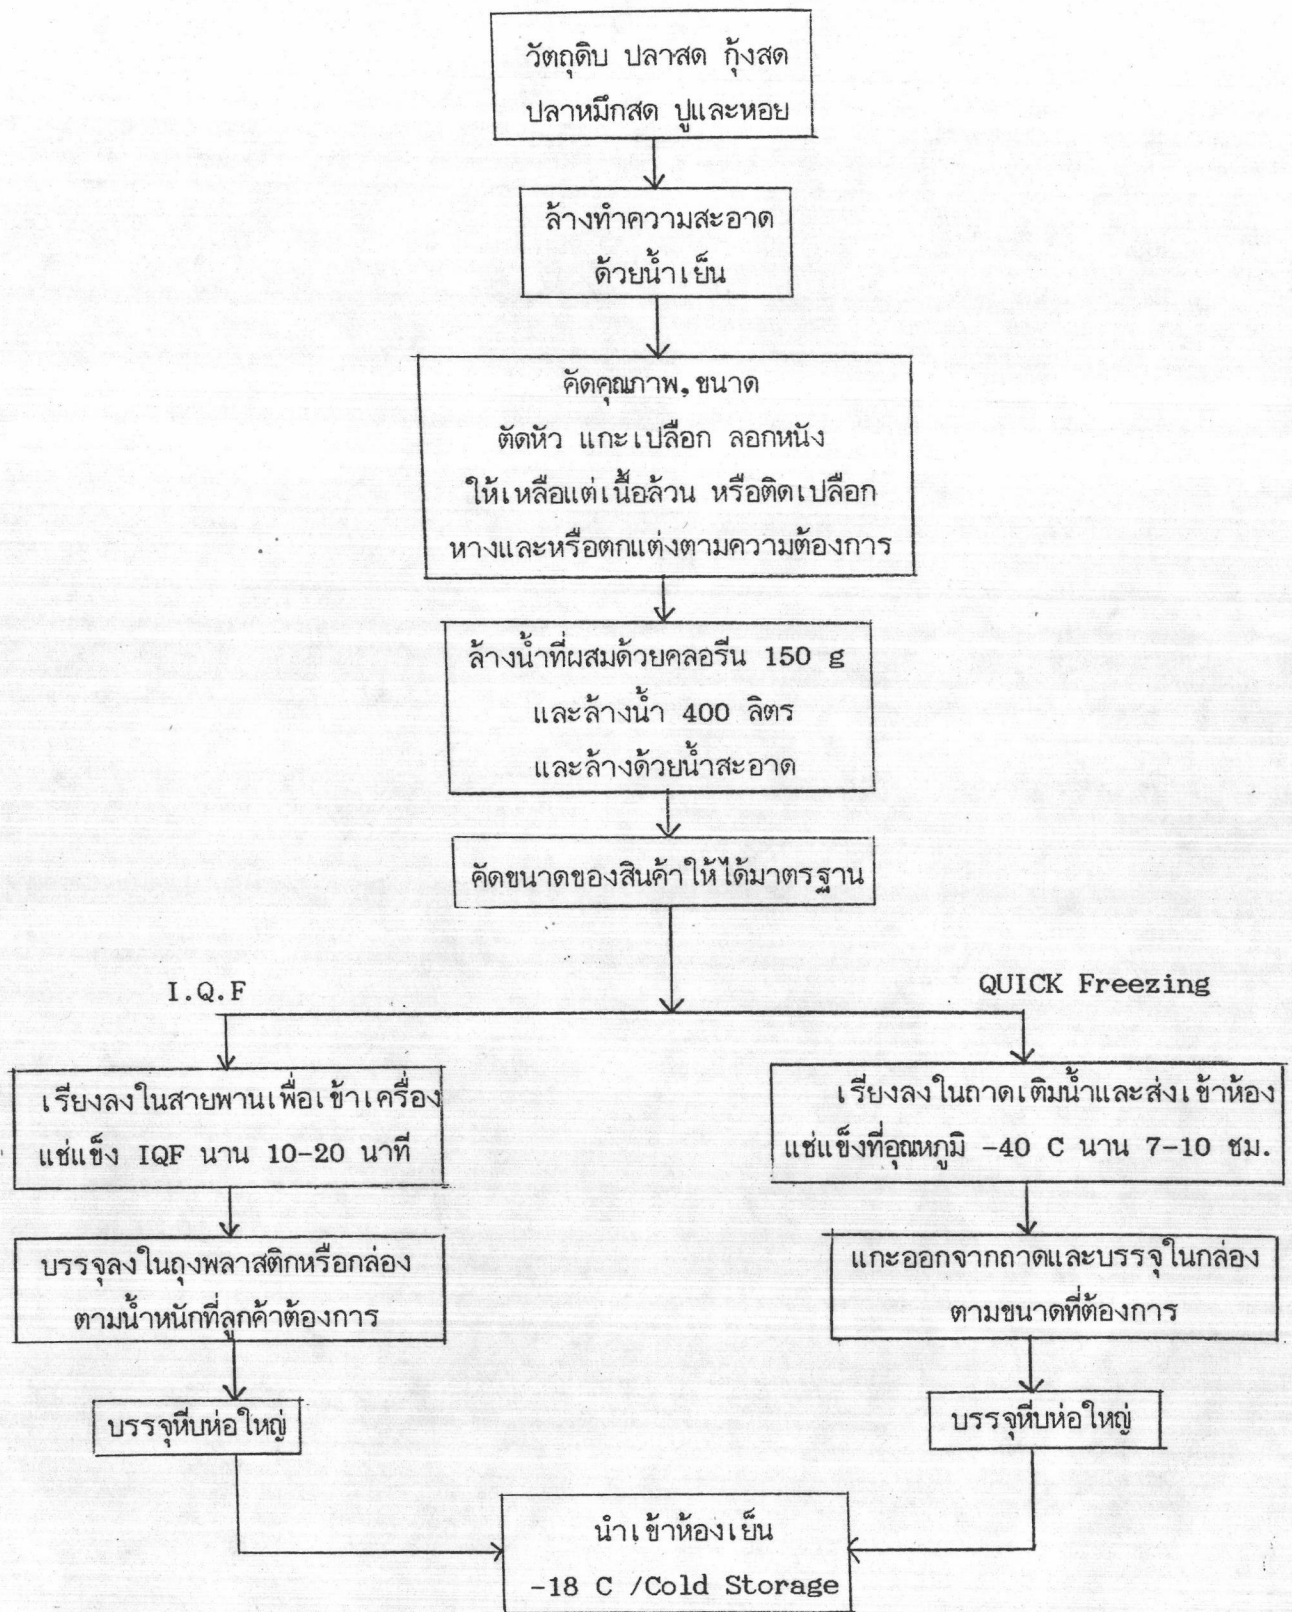 วัตถุดิบ ปลาสด กุ้งสด
ปลาหมึกสด ปูและหอย
ล้างทำความสะอาด
ด้วยน้ำเย็น
คัดคุณภาพ,ขนาด
ตัดหัว แกะเปลือก ลอกหนัง
ให้เหลือแต่เนื้อล้วน หรือติดเปลือก
หางและหรือตกแต่งตามความต้องการ
ล้างน้ำที่ผสมด้วยคลอรีน 150 g
และล้างน้ำ 400 ลิตร
และล้างด้วยน้ำสะอาด
คัดขนาดของสินค้าให้ได้มาตรฐาน
I.Q.F
เรียงลงในสายพานเพื่อเข้าเครื่อง
แช่แข็ง IQF นาน 10-20 นาที
บรรจุลงในถุงพลาสติกหรือกล่อง
ตามน้ำหนักที่ลูกค้าต้องการ
บรรจุหีบห่อใหญ่
QUICK Freezing
เรียงลงในถาดเติมน้ำและส่งเข้าห้อง
แช่แข็งที่อุณหภูมิ -40 C นาน 7-10 ชม.
แกะออกจากถาดและบรรจุในกล่อง
ตามขนาดที่ต้องการ
บรรจุหีบห่อใหญ่
นำเข้าห้องเย็น
-18 C /Cold Storage